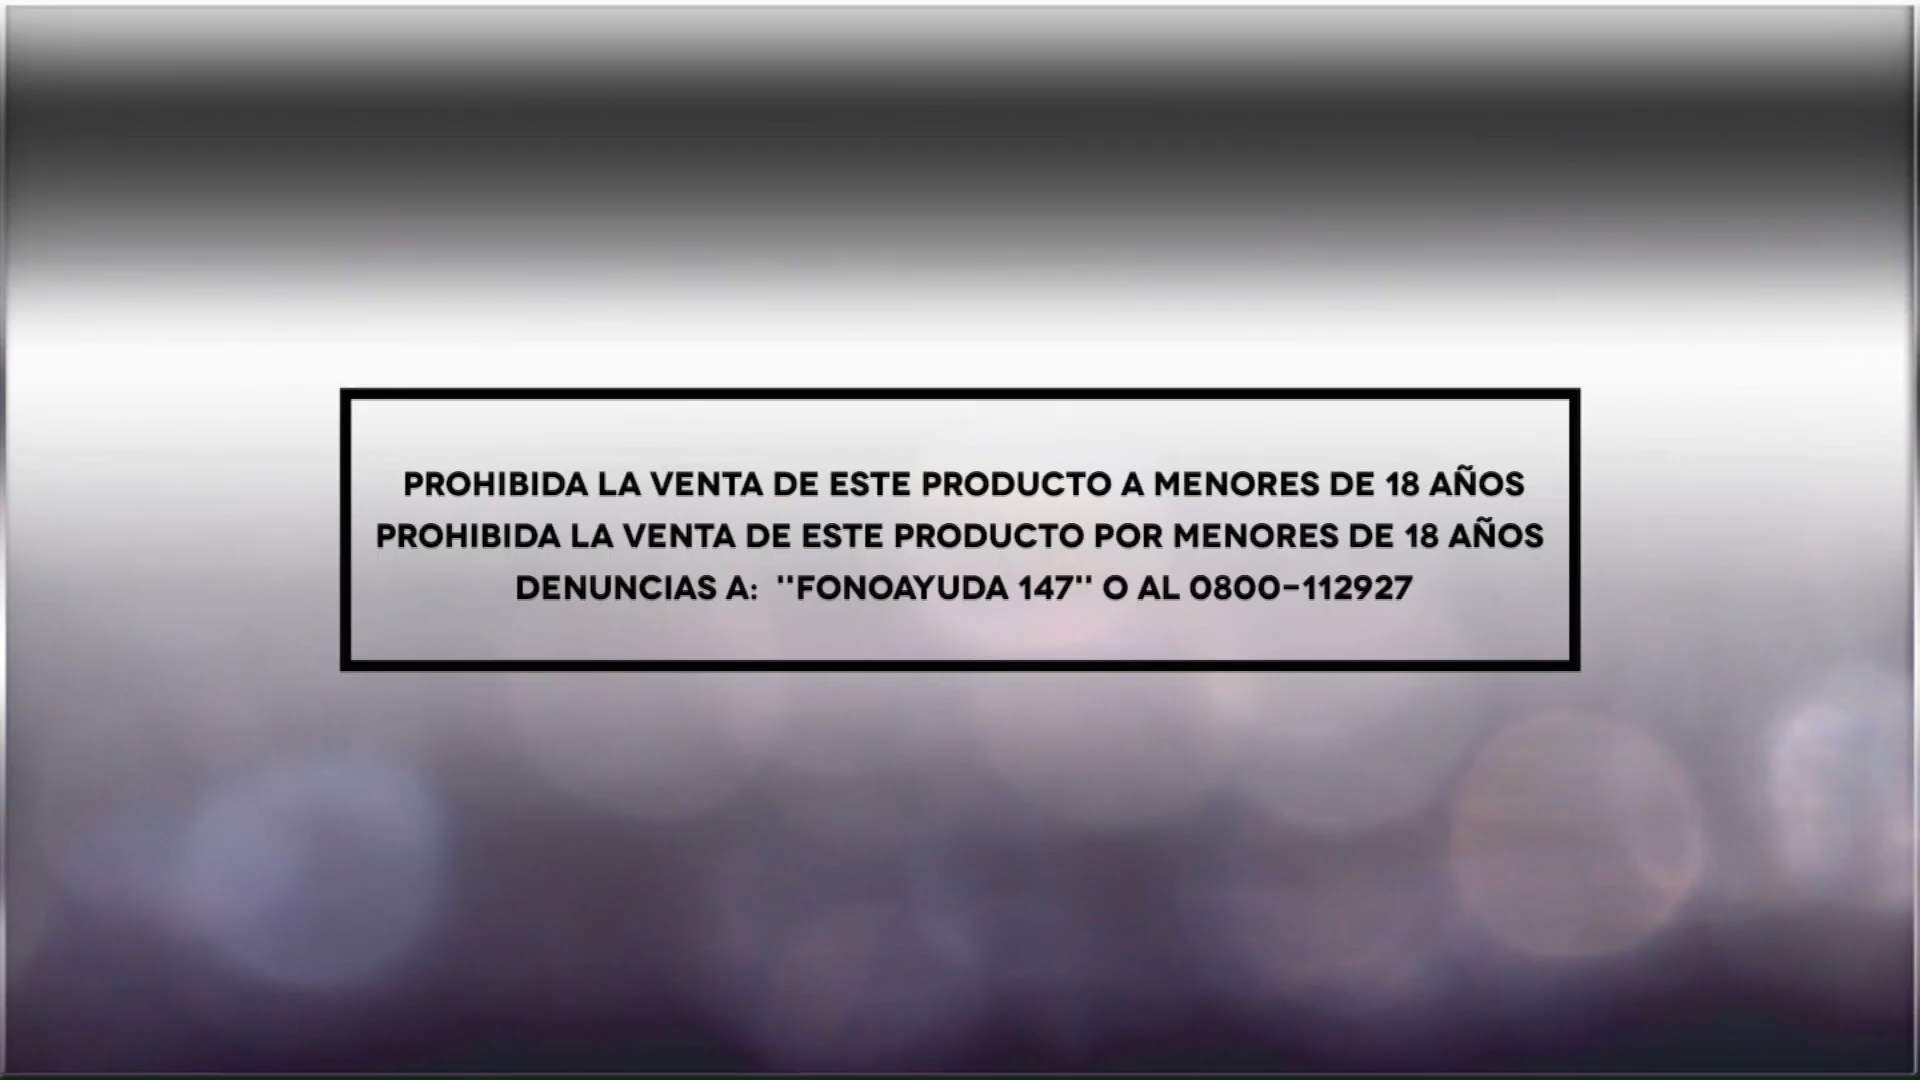 PROHIBIDA LA VENTA DE ESTE PRODUCTO A MENORES DE 18 AÑOS
PROHIBIDA LA VENTA DE ESTE PRODUCTO POR MENORES DE 18 AÑOS
DENUNCIAS A:  ''FONOAYUDA 147'' O AL 0800-112927